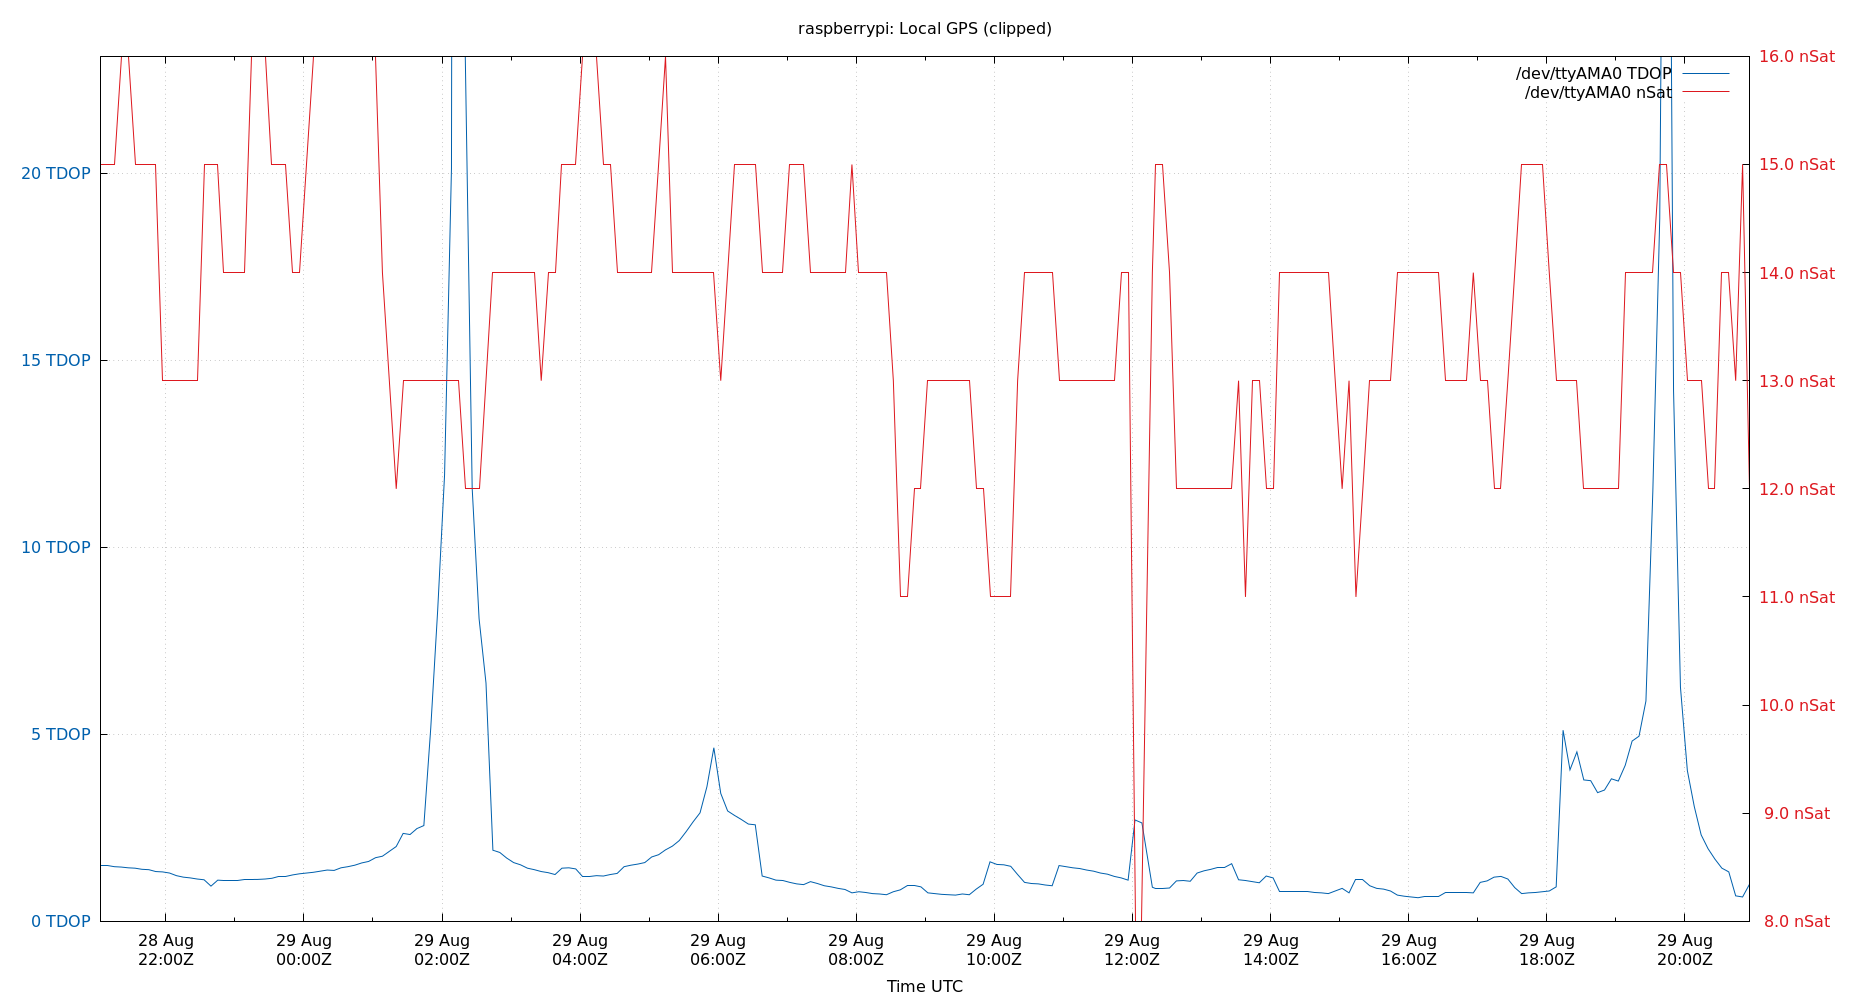 raspberrypi: Local GPS (clipped)
/dev/ttyAMA0 TDOP
/dev/ttyAMA0 nSat
20 TDOP
15 TDOP
10 TDOP
5 TDOP
0 TDOP
16.0 nSat
15.0 nSat
14.0 nSat
13.0 nSat
12.0 nSat
11.0 nSat
10.0 nSat
9.0 nSat
8.0 nSat
28 Aug
22:00Z
29 Aug
00:00Z
29 Aug
02:00Z
29 Aug
04:00Z
29 Aug
06:00Z
29 Aug
08:00Z
29 Aug
10:00Z
29 Aug
12:00Z
29 Aug
14:00Z
29 Aug
16:00Z
29 Aug
18:00Z
29 Aug
20:00Z
Time UTC